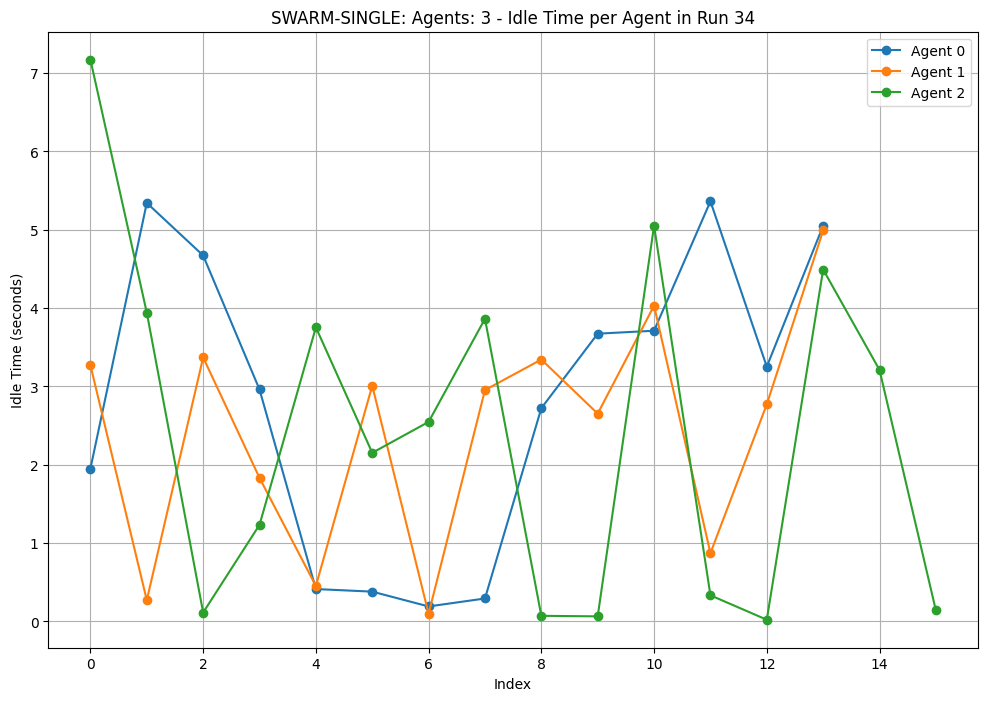 SWARM-SINGLE: Agents: 3 - Idle Time per Agent in Run 34
Agent 0
Agent 1
Agent 2
Idle Time (seconds)
7
6
5
4
3
2
1
0
0 2 4 6 8 10 12 14
Index